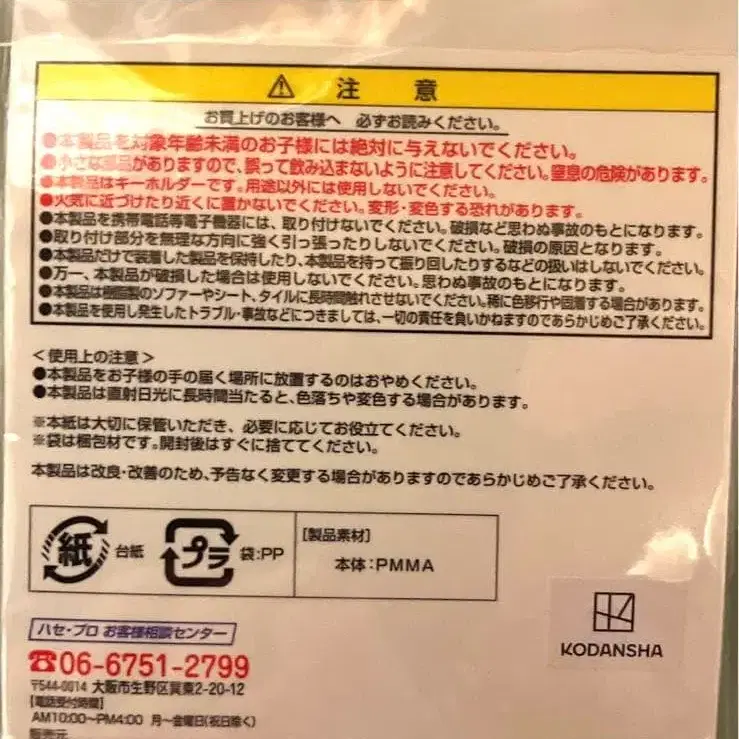 ⚠ 注 意
お買上げのお客様へ 必ずお読みください。
●本製品を対象年齢未満のお子様には絶対に与えないでください。
●小さな部品がありますので、誤って飲み込まないように注意してください。窒息の危険があります。
●本製品はキーホルダーです。用途以外には使用しないでください。
●火気に近づけたり近くに置かないでください。変形・変色する恐れがあります。
●本製品を携帯電話等電子機器には、取り付けないでください。破損など思わぬ事故のもとになります。
●取り付け部分を無理な方向に強く引っ張ったりしないでください。破損の原因となります。
●本製品だけで装着した製品を保持したり、本製品を持って振り回したりするなどの扱いはしないでください。
●万一、本製品が破損した場合は使用しないでください。思わぬ事故のもとになります。
●本製品は樹脂製のソファーやシート、タイルに長時間触れさせないでください。稀に色移行や固着する場合があります。
●本製品を使用し発生したトラブル・事故などにつきましては、一切の責任を負いかねますのであらかじめご了承ください。
＜使用上の注意＞
●本製品をお子様の手の届く場所に放置するのはおやめください。
●本製品は直射日光に長時間当たると、色落ちや変色する場合があります。
※本紙は大切に保管いただき、必要に応じてお役立てください。
※袋は梱包材です。開封後はすぐに捨ててください。
本製品は改良・改善のため、予告なく変更する場合がありますのであらかじめご了承ください。
紙 台紙 プラ 袋:PP
[製品素材]
本体:PMMA
KODANSHA
ハセ・プロ お客様相談センター
☎06-6751-2799
〒544-0014 大阪市生野区巽東2-20-12
[電話受付時間]
AM10:00〜PM4:00 月〜金曜日(祝日除く)
販売元